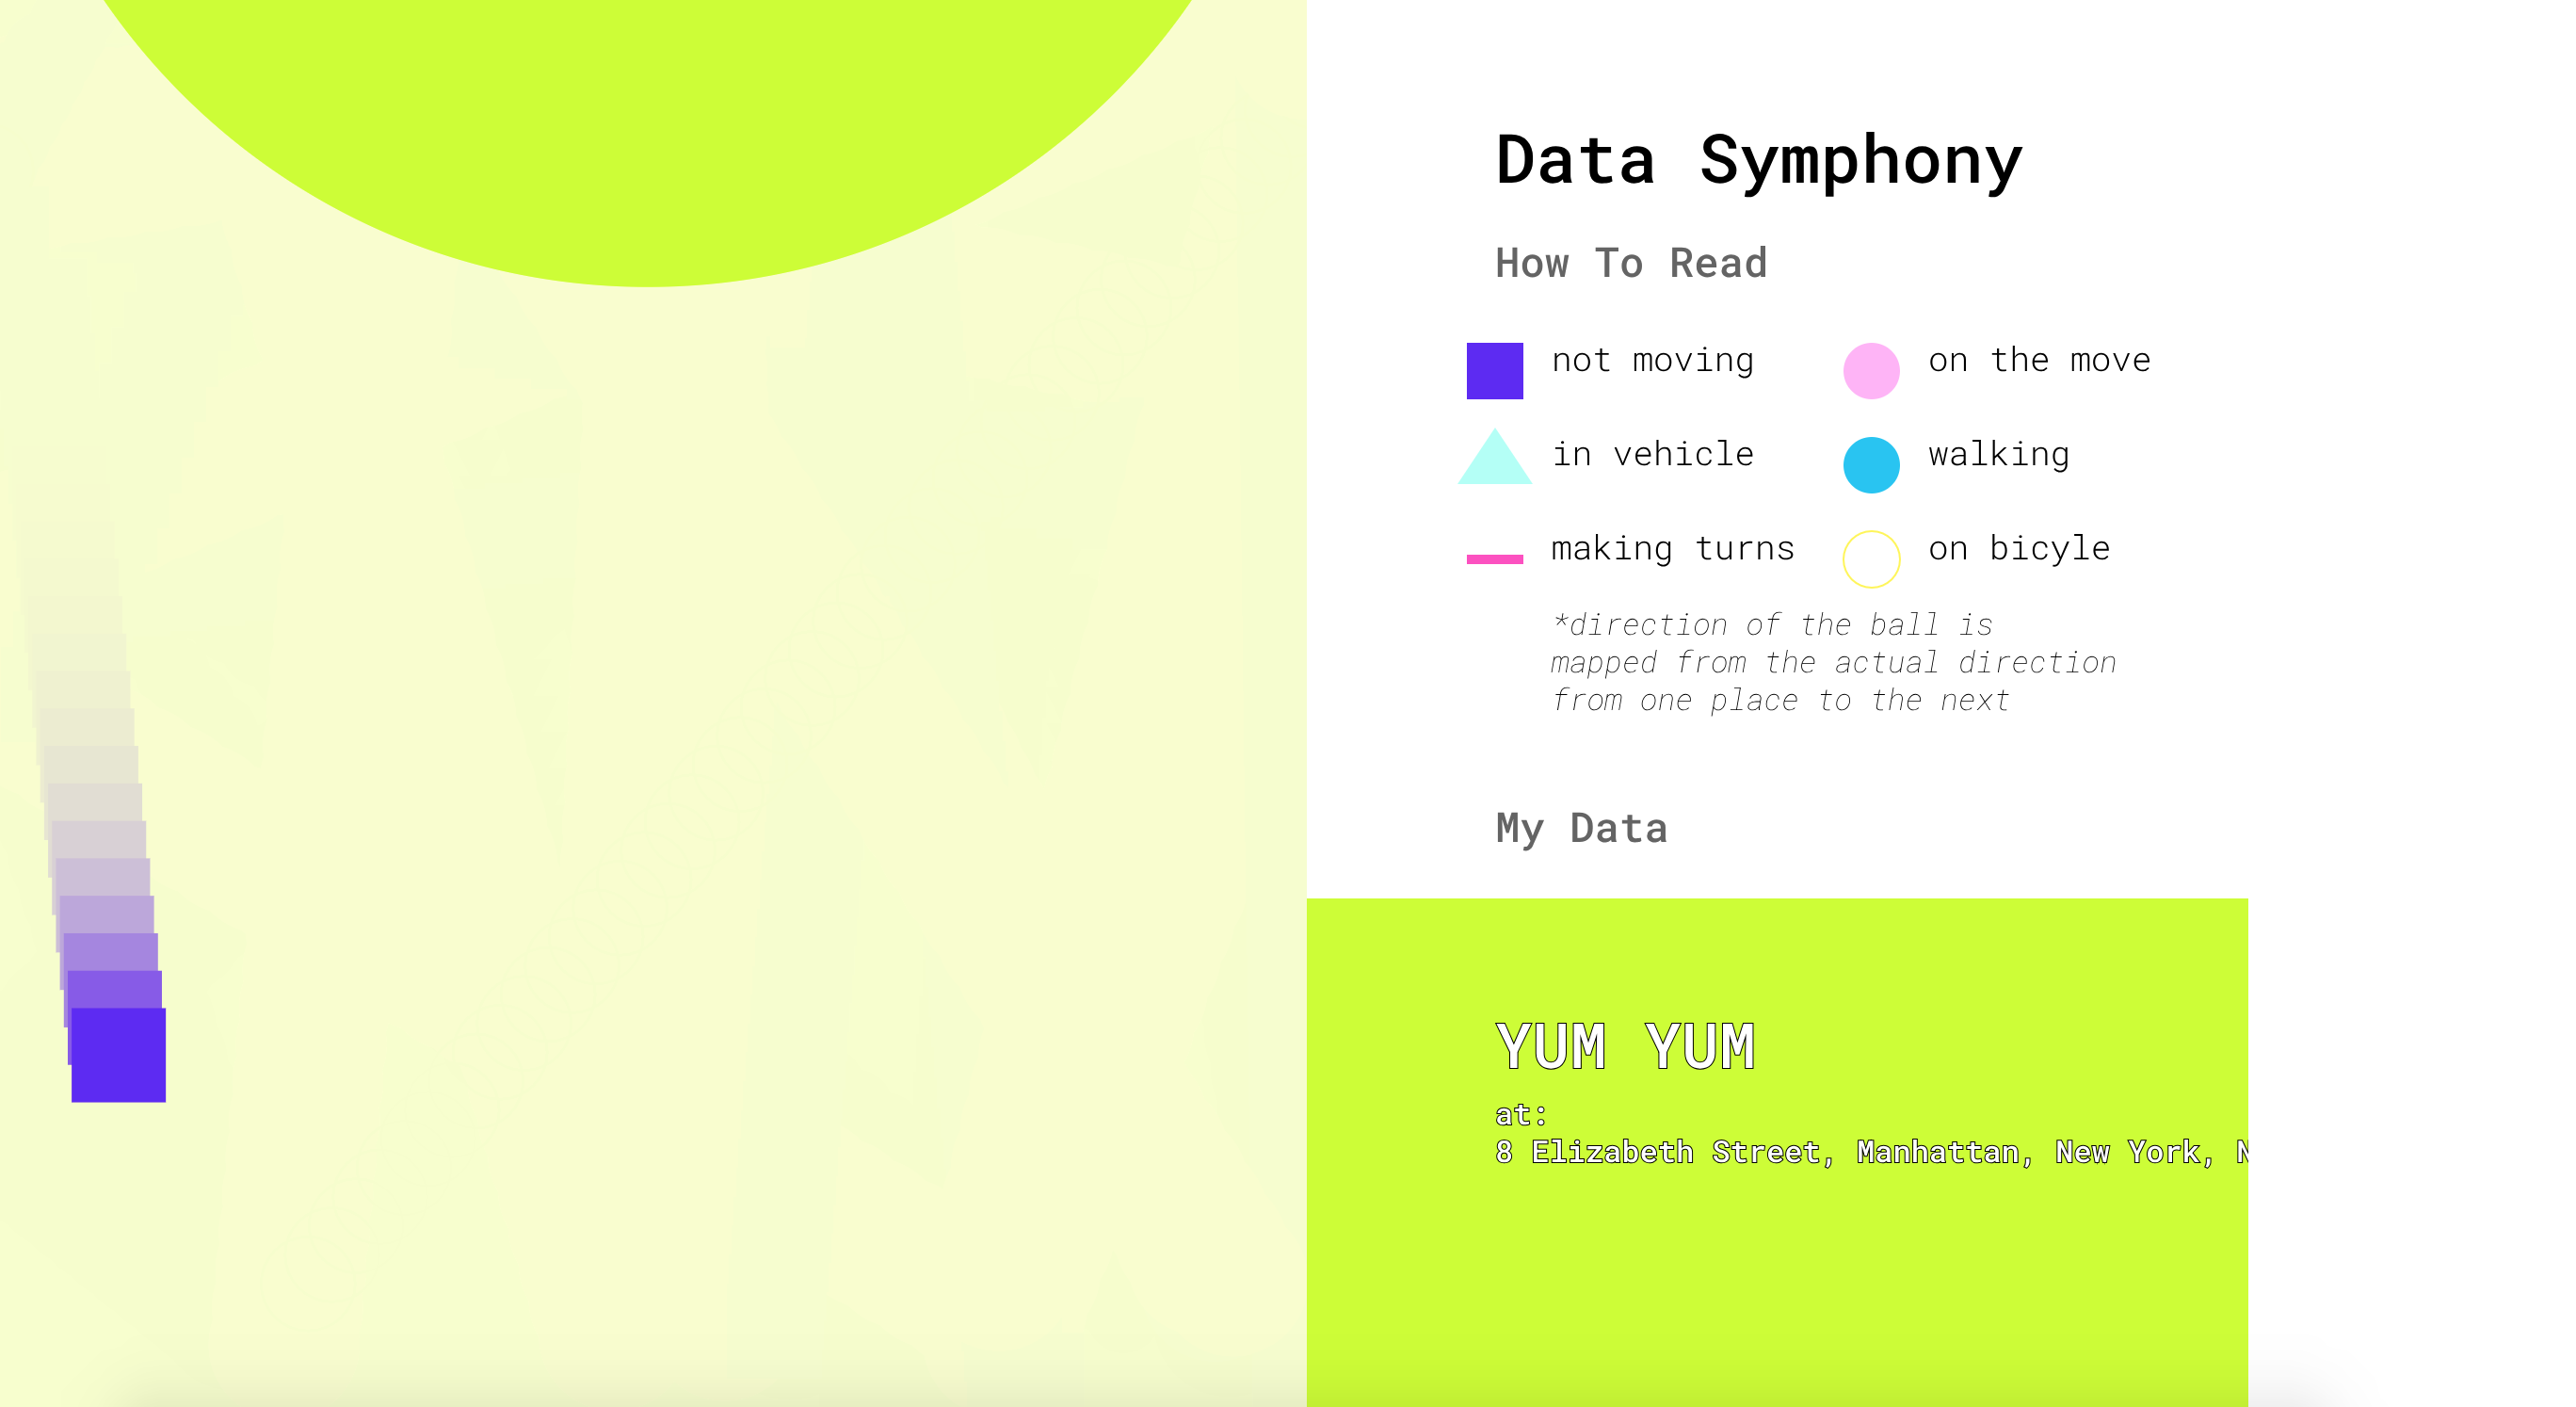 Data Symphony
How To Read
not moving
on the move
in vehicle
walking
making turns
on bicyle
*direction of the ball is
mapped from the actual direction
from one place to the next
My Data
YUM YUM
at:
8 Elizabeth Street, Manhattan, New York, N